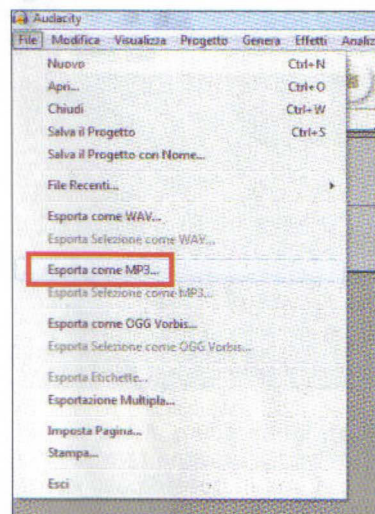 Audacity
File Modifica Visualizza Progetto Genera Effetti Analiz
Nuovo Ctrl+N
Apri... Ctrl+O
Chiudi Ctrl+W
Salva il Progetto Ctrl+S
Salva il Progetto con Nome...
File Recenti...
Esporta come WAV...
Esporta Selezione come WAV...
Esporta come MP3...
Esporta Selezione come MP3...
Esporta come OGG Vorbis...
Esporta Selezione come OGG Vorbis...
Esporta Etichette...
Esportazione Multipla...
Imposta Pagina...
Stampa...
Esci